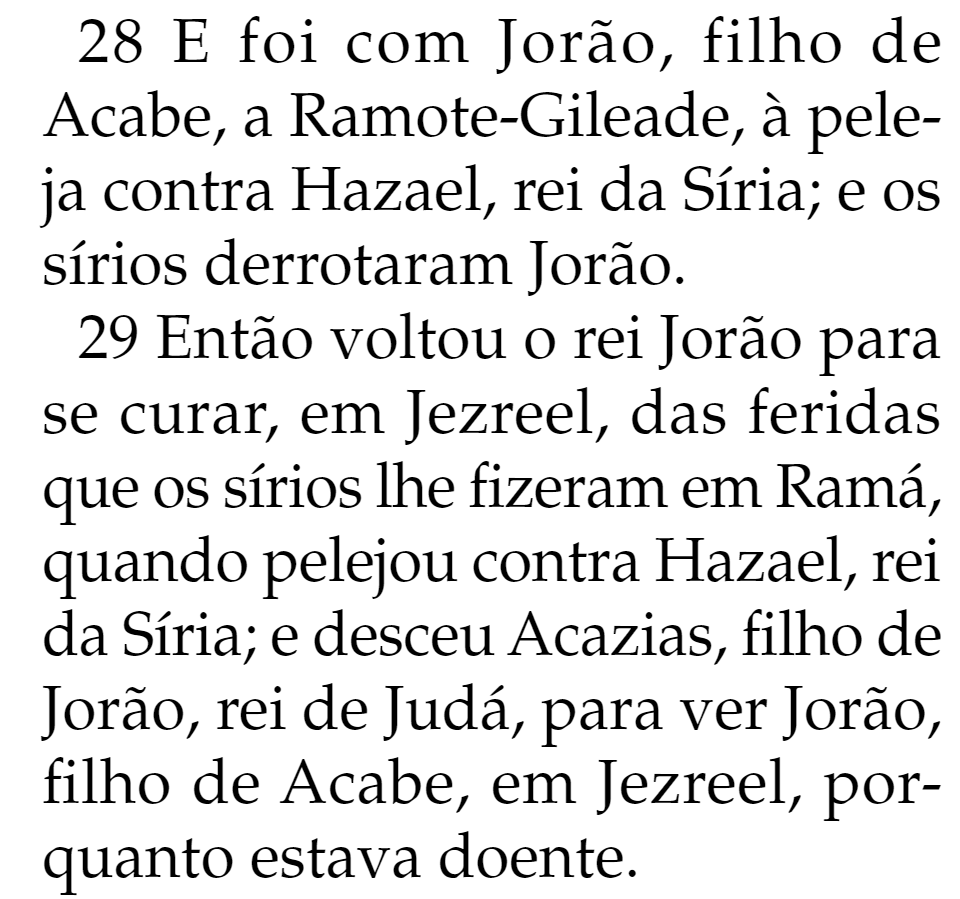 28 E foi com Jorão, filho de
Acabe, a Ramote-Gileade, à pele-
ja contra Hazael, rei da Síria; e os
sírios derrotaram Jorão.
29 Então voltou o rei Jorão para
se curar, em Jezreel, das feridas
que os sírios lhe fizeram em Ramá,
quando pelejou contra Hazael, rei
da Síria; e desceu Acazias, filho de
Jorão, rei de Judá, para ver Jorão,
filho de Acabe, em Jezreel, por-
quanto estava doente.